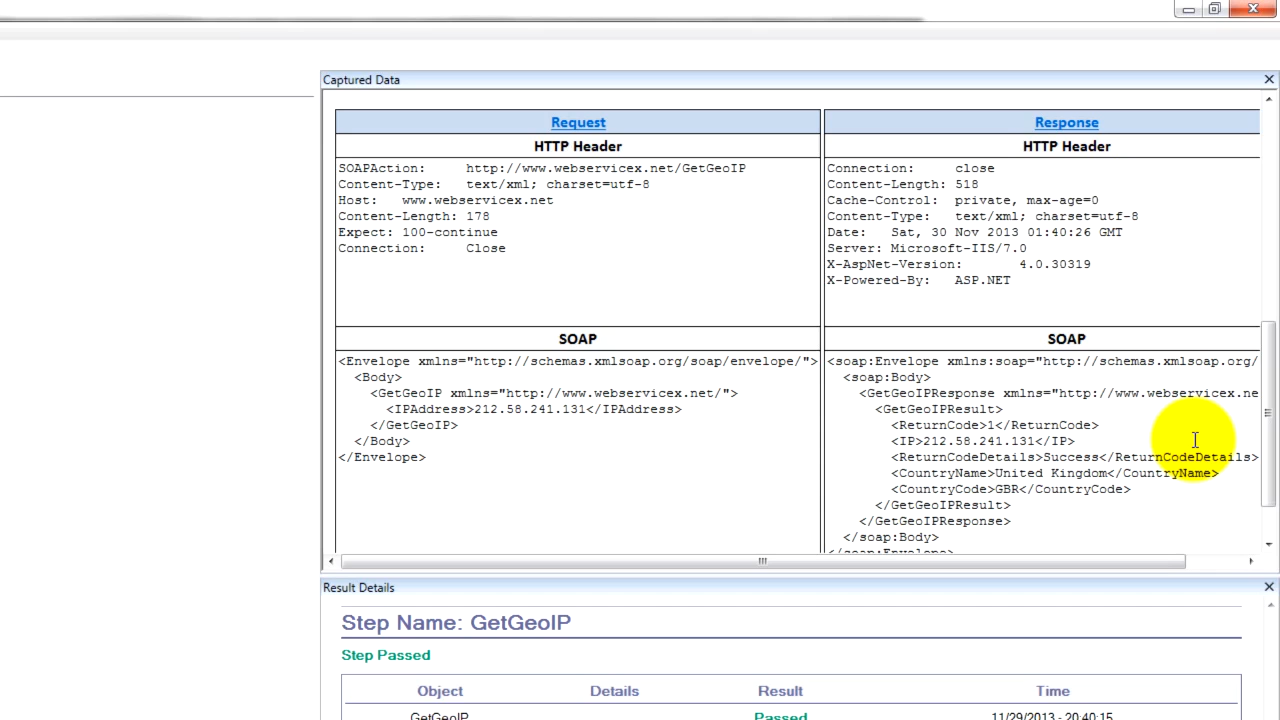 Captured Data
Request
HTTP Header
SOAPAction: http://www.webservicex.net/GetGeoIP
Content-Type: text/xml; charset=utf-8
Host: www.webservicex.net
Content-Length: 178
Expect: 100-continue
Connection: Close
SOAP
<Envelope xmlns="http://schemas.xmlsoap.org/soap/envelope/">
<Body>
<GetGeoIP xmlns="http://www.webservicex.net/">
<IPAddress>212.58.241.131</IPAddress>
</GetGeoIP>
</Body>
</Envelope>
Response
HTTP Header
Connection: close
Content-Length: 518
Cache-Control: private, max-age=0
Content-Type: text/xml; charset=utf-8
Date: Sat, 30 Nov 2013 01:40:26 GMT
Server: Microsoft-IIS/7.0
X-AspNet-Version: 4.0.30319
X-Powered-By: ASP.NET
SOAP
<soap:Envelope xmlns:soap="http://schemas.xmlsoap.org/
<soap:Body>
<GetGeoIPResponse xmlns="http://www.webservicex.ne
<GetGeoIPResult>
<ReturnCode>1</ReturnCode>
<IP>212.58.241.131</IP>
<ReturnCodeDetails>Success</ReturnCodeDetails>
<CountryName>United Kingdom</CountryName>
<CountryCode>GBR</CountryCode>
</GetGeoIPResult>
</GetGeoIPResponse>
</soap:Body>
</soap:Envelope>
Result Details
Step Name: GetGeoIP
Step Passed
Object Details Result Time
GetGeoIP Passed 11/29/2013 - 20:40:15